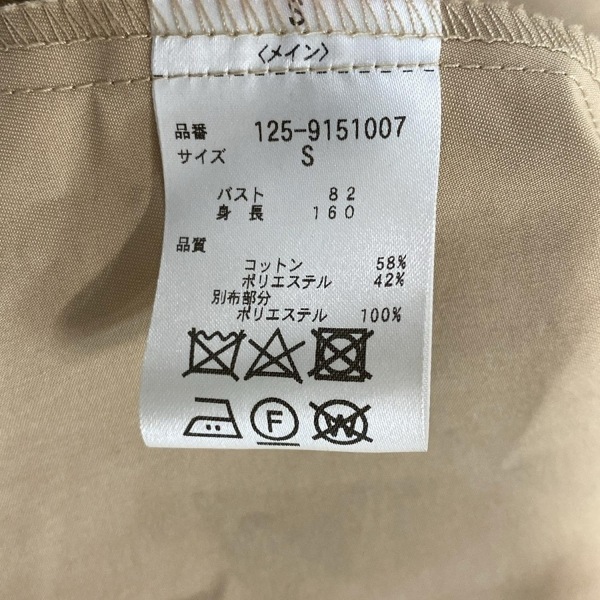 〈メイン〉
品番 125-9151007
サイズ S
バスト 82
身長 160
品質
コットン 58%
ポリエステル 42%
別布部分
ポリエステル 100%
F W